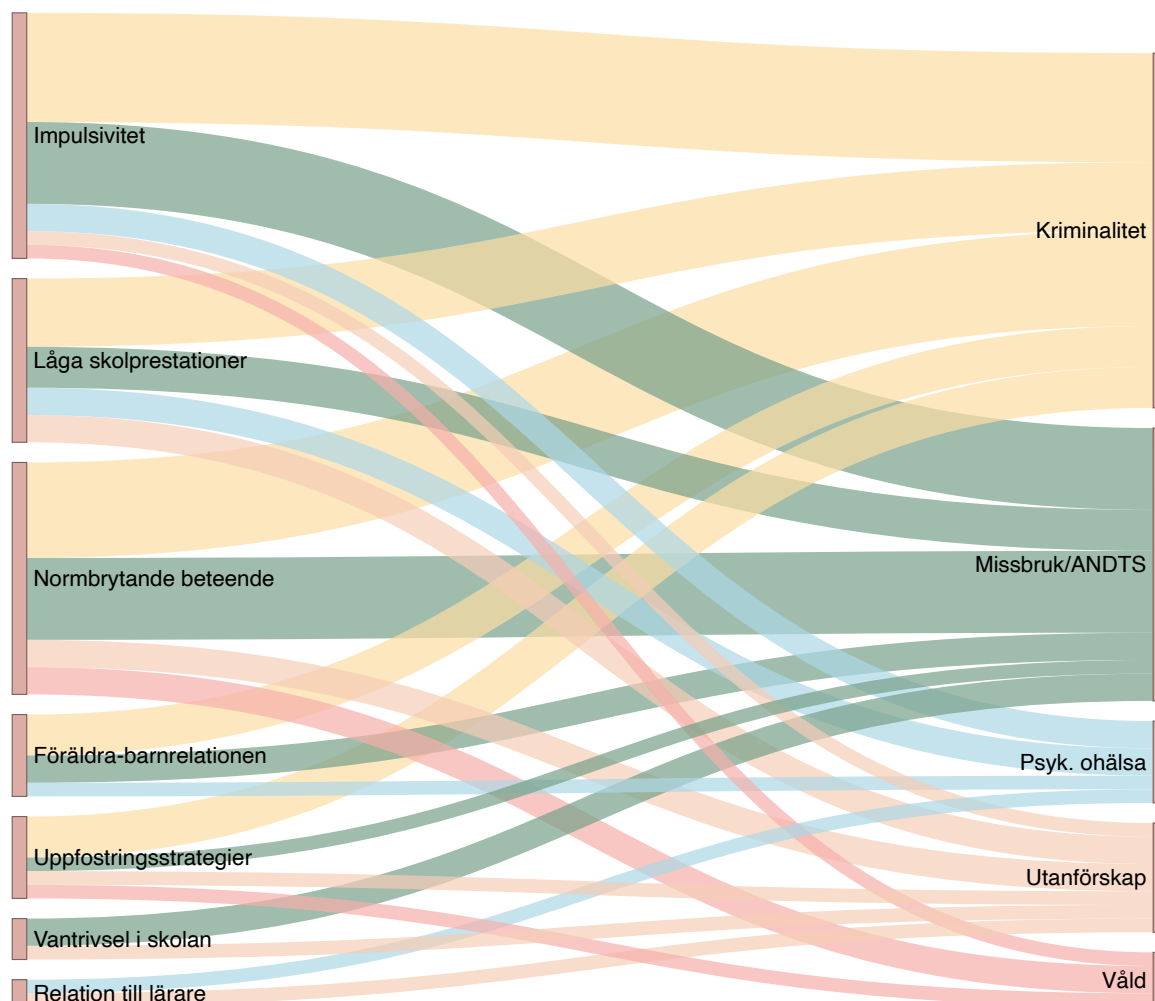 Impulsivitet
Kriminalitet
Låga skolprestationer
Missbruk/ANDTS
Normbrytande beteende
Föräldra-barnrelationen
Psyk. ohälsa
Uppfostringsstrategier
Utanförskap
Vantrivsel i skolan
Våld
Relation till lärare